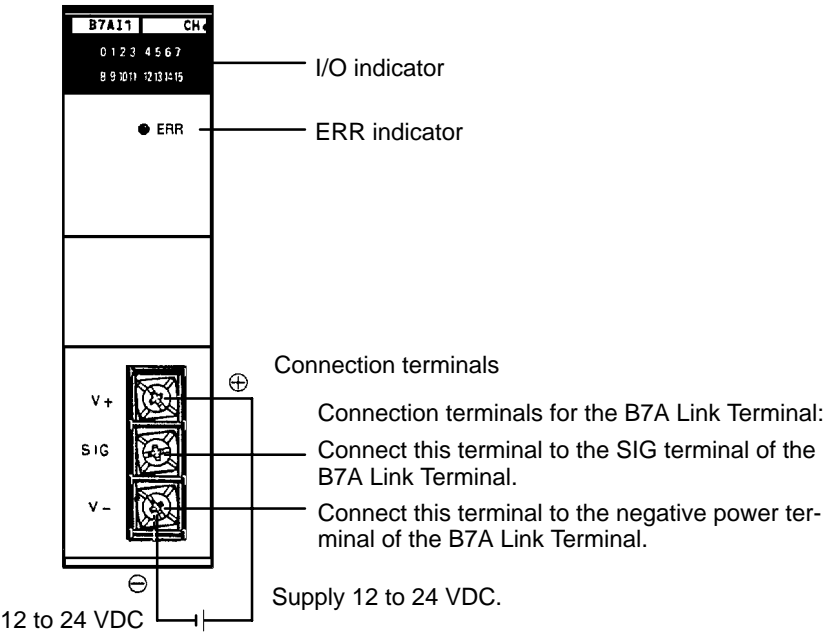 B7AI1 CH
0 1 2 3 4 5 6 7
8 9 10 11 12 13 14 15
I/O indicator
ERR
ERR indicator
Connection terminals
V+
Connection terminals for the B7A Link Terminal:
SIG
Connect this terminal to the SIG terminal of the
B7A Link Terminal.
V–
Connect this terminal to the negative power ter-
minal of the B7A Link Terminal.
Supply 12 to 24 VDC.
12 to 24 VDC